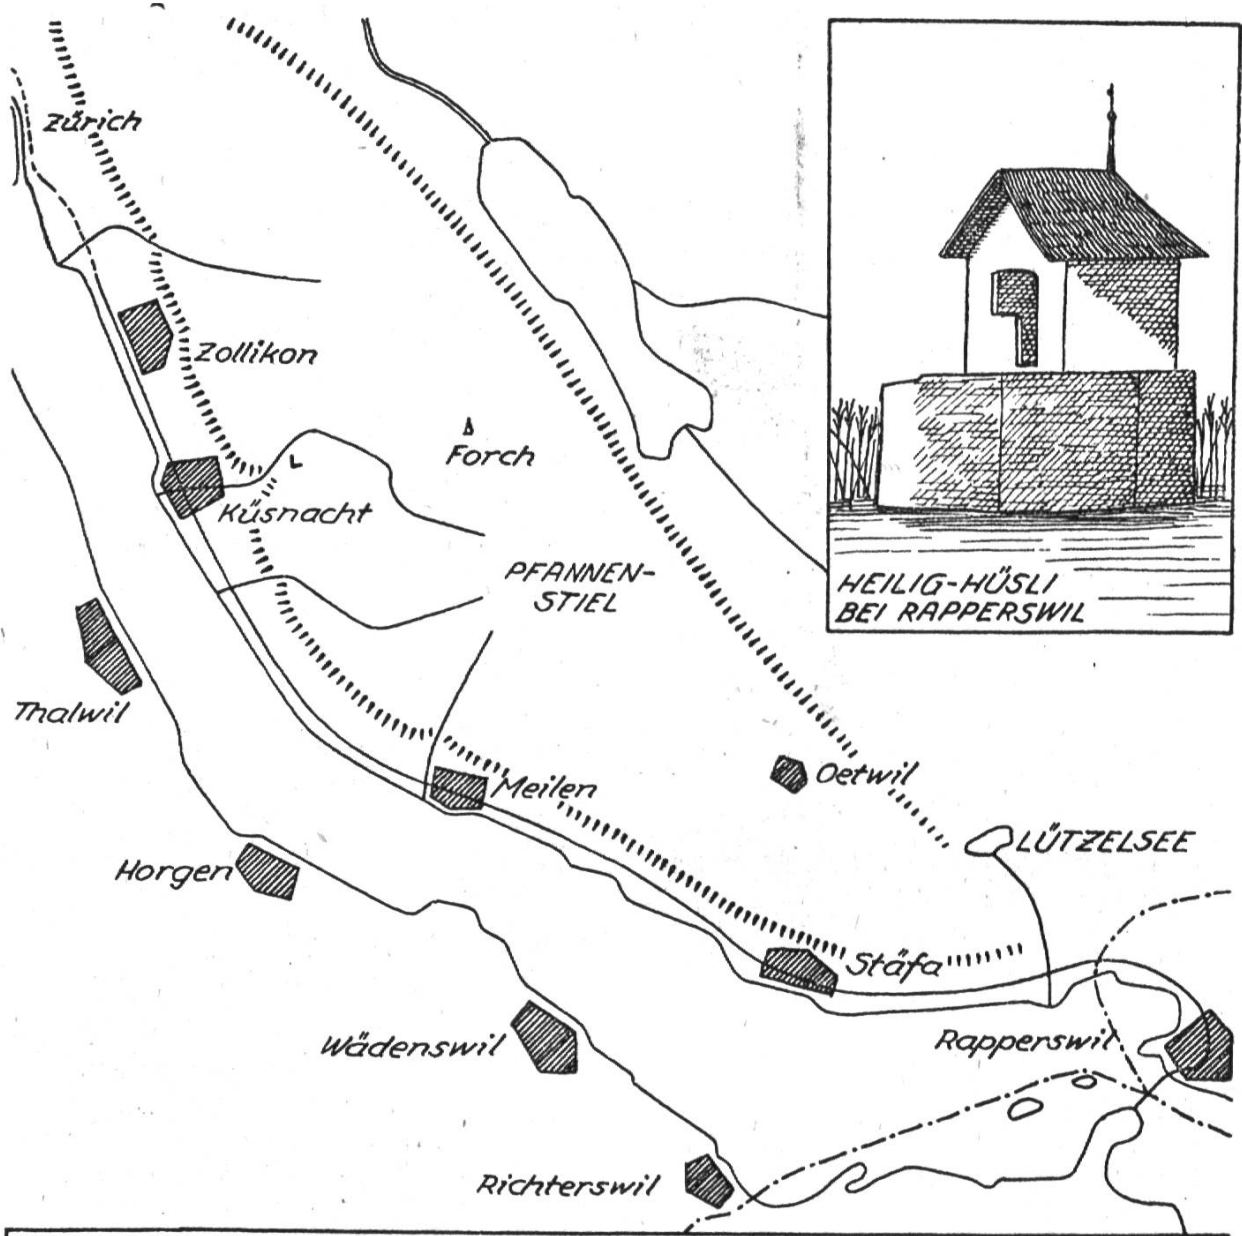 Zürich
Zollikon
Forch
Küsnacht
PFANNEN-
STIEL
HEILIG-HÜSLI
BEI RAPPERSWIL
Thalwil
Oetwil
Meilen
LÜTZELSEE
Horgen
Stäfa
Wädenswil
Rapperswil
Richterswil